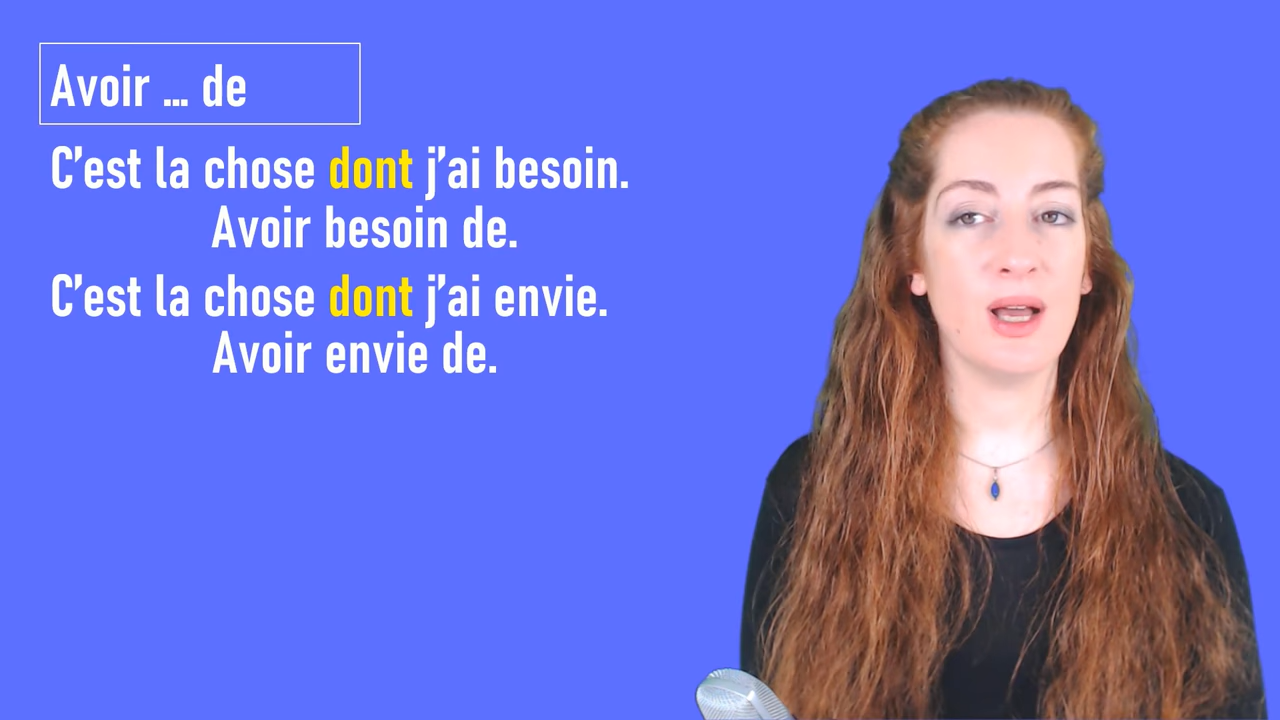 Avoir ... de
C'est la chose dont j'ai besoin.
Avoir besoin de.
C'est la chose dont j'ai envie.
Avoir envie de.